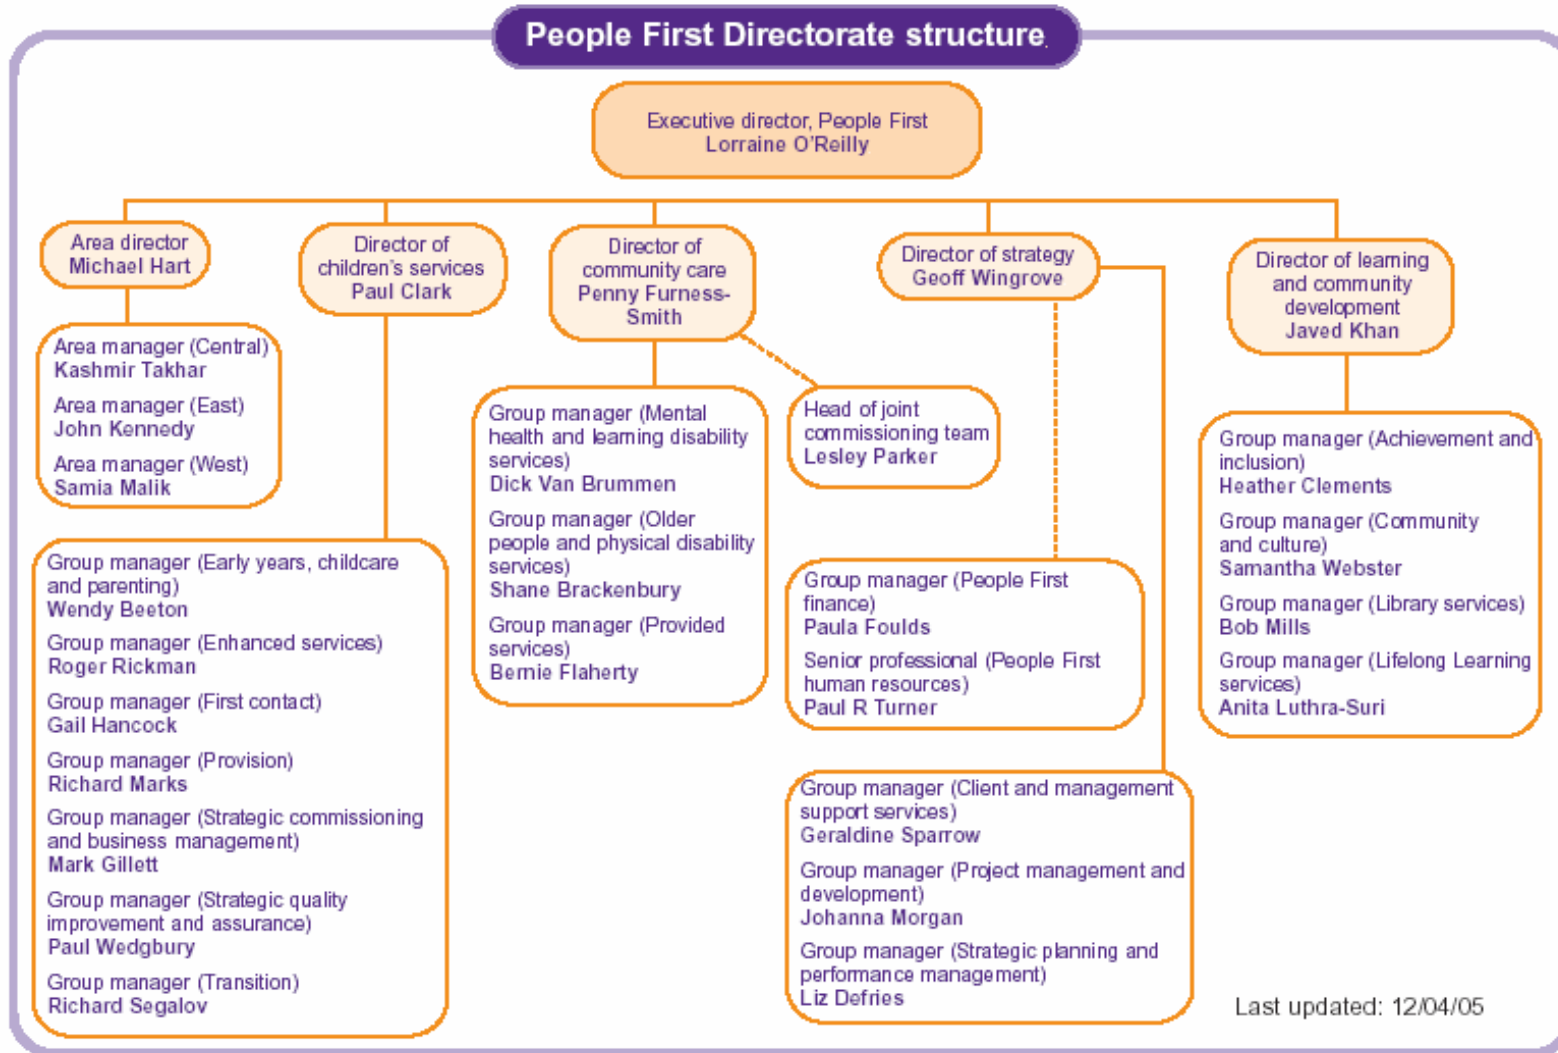 People First Directorate structure.
Executive director, People First
Lorraine O'Reilly
Area director
Michael Hart
Director of
children's services
Paul Clark
Director of
community care
Penny Furness-
Smith
Director of strategy
Geoff Wingrove
Director of learning
and community
development
Javed Khan
Area manager (Central)
Kashmir Takhar
Area manager (East)
John Kennedy
Area manager (West)
Samia Malik
Group manager (Early years, childcare
and parenting)
Wendy Beeton
Group manager (Enhanced services)
Roger Rickman
Group manager (First contact)
Gail Hancock
Group manager (Provision)
Richard Marks
Group manager (Strategic commissioning
and business management)
Mark Gillett
Group manager (Strategic quality
improvement and assurance)
Paul Wedgbury
Group manager (Transition)
Richard Segalov
Group manager (Mental
health and learning disability
services)
Dick Van Brummen
Group manager (Older
people and physical disability
services)
Shane Brackenbury
Group manager (Provided
services)
Bernie Flaherty
Head of joint
commissioning team
Lesley Parker
Group manager (People First
finance)
Paula Foulds
Senior professional (People First
human resources)
Paul R Turner
Group manager (Client and management
support services)
Geraldine Sparrow
Group manager (Project management and
development)
Johanna Morgan
Group manager (Strategic planning and
performance management)
Liz Defries
Group manager (Achievement and
inclusion)
Heather Clements
Group manager (Community
and culture)
Samantha Webster
Group manager (Library services)
Bob Mills
Group manager (Lifelong Learning
services)
Anita Luthra-Suri
Last updated: 12/04/05